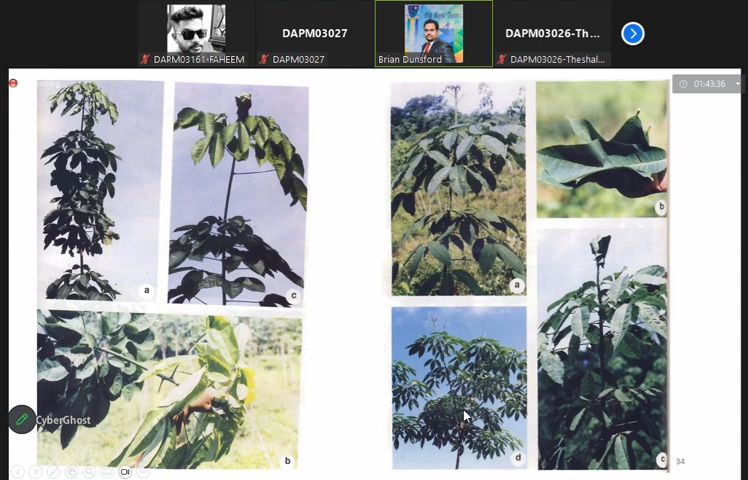 DAPM03027
DAPM03026-Th...
DAPM03161-FAHEEM
DAPM03027
Brian Dunsford
DAPM03026-Theshal...
01:43:36
a
c
b
a
b
d
c
CyberGhost
34